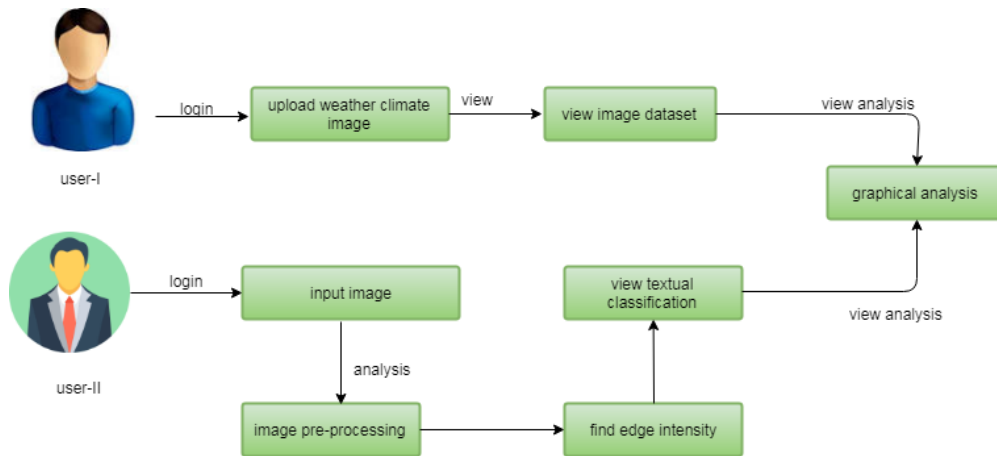 login
upload weather climate
image
view
view image dataset
view analysis
user-I
graphical analysis
login
input image
view textual
classification
view analysis
analysis
user-II
image pre-processing
find edge intensity